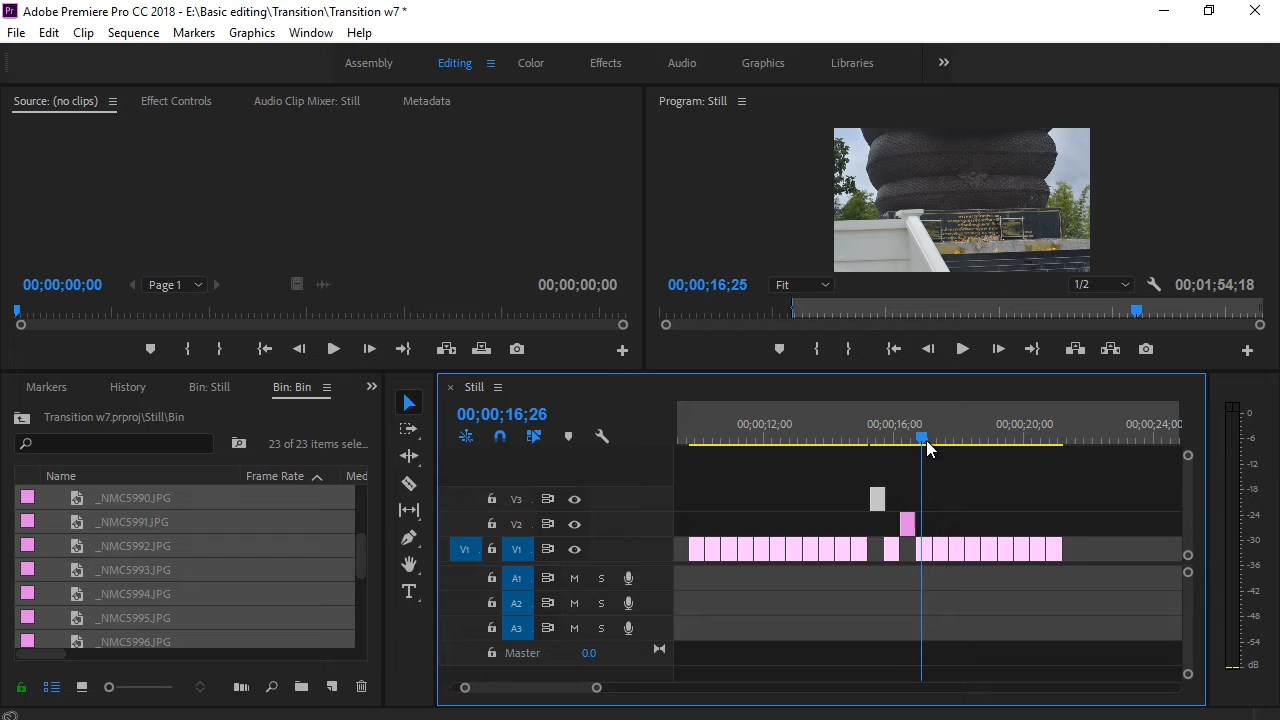 Pr Adobe Premiere Pro CC 2018 - E:\Basic editing\Transition\Transition w7 *
File Edit Clip Sequence Markers Graphics Window Help
Assembly Editing Color Effects Audio Graphics Libraries
Source: (no clips) Effect Controls Audio Clip Mixer: Still Metadata
Program: Still
00;00;00;00 Page 1 00;00;00;00
00;00;16;25 Fit 1/2 00;01;54;18
Markers History Bin: Still Bin: Bin
Transition w7.prproj\Still\Bin
23 of 23 items sele...
Name Frame Rate Med
_NMC5990.JPG
_NMC5991.JPG
_NMC5992.JPG
_NMC5993.JPG
_NMC5994.JPG
_NMC5995.JPG
_NMC5996.JPG
Still
00;00;16;26
00;00;12;00 00;00;16;00 00;00;20;00 00;00;24;00
V3
V2
V1 V1
A1 M S
A2 M S
A3 M S
Master 0.0
0
-6
-12
-18
-24
-30
-36
-42
-48
-54
dB